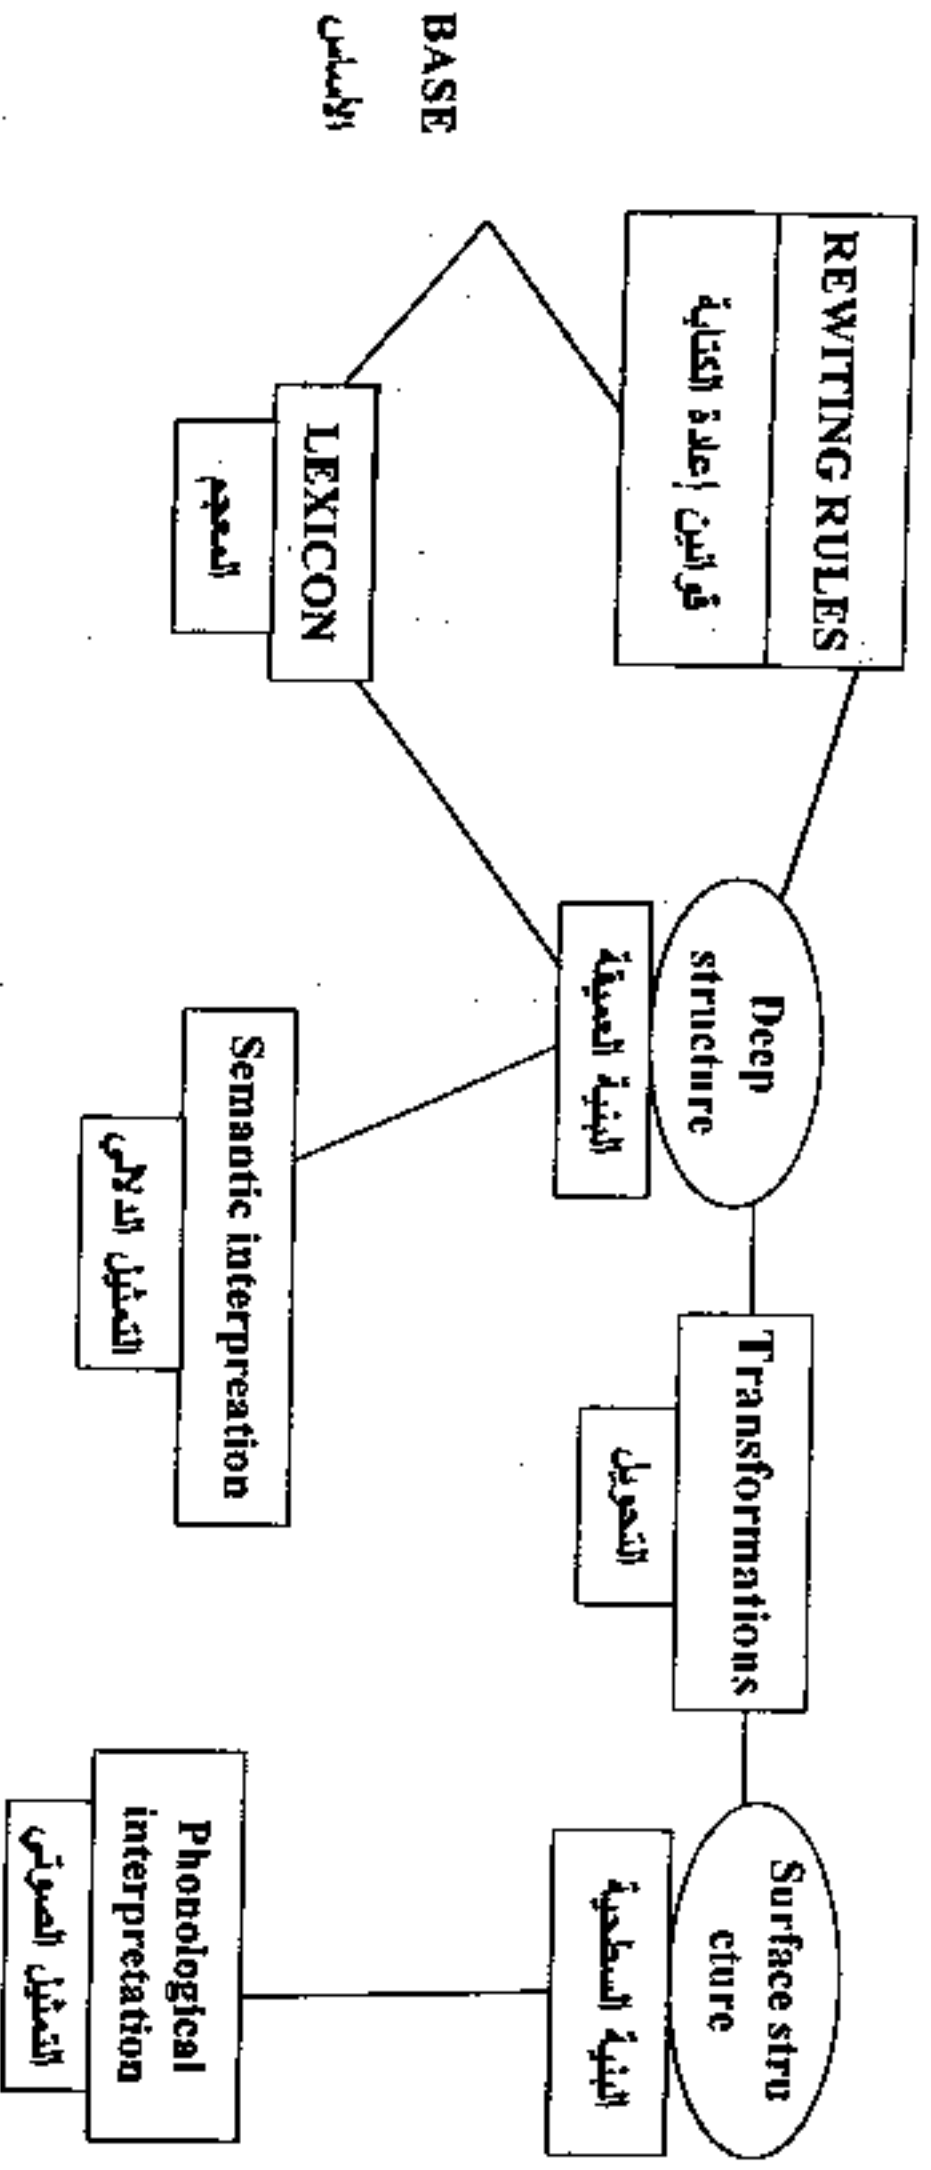 REWITING RULES
قوانين إعادة الكتابة
BASE
الأساس
LEXICON
المعجم
Deep
structure
البنية العميقة
Transformations
التحويل
Surface stru
cture
البنية السطحية
Semantic interpreation
التمثيل الدلالي
Phonological
interpretation
التمثيل الصوتي